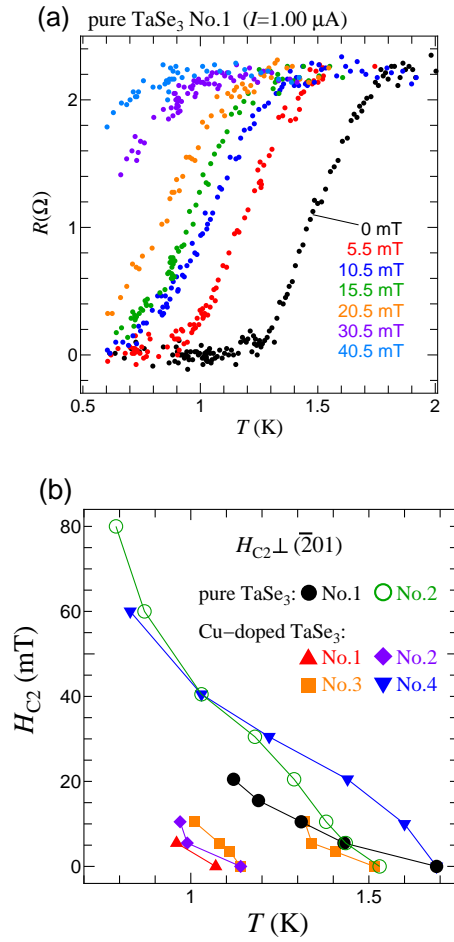 (a) pure TaSe₃ No.1 (I=1.00 μA)
2
1
0
R(Ω)
0 mT
5.5 mT
10.5 mT
15.5 mT
20.5 mT
30.5 mT
40.5 mT
0.5 1 1.5 2
T (K)
(b)
80
60
40
20
0
H_C2 (mT)
H_C2⊥(2̅01)
pure TaSe₃: No.1 No.2
Cu−doped TaSe₃:
No.1 No.2
No.3 No.4
1 1.5
T (K)